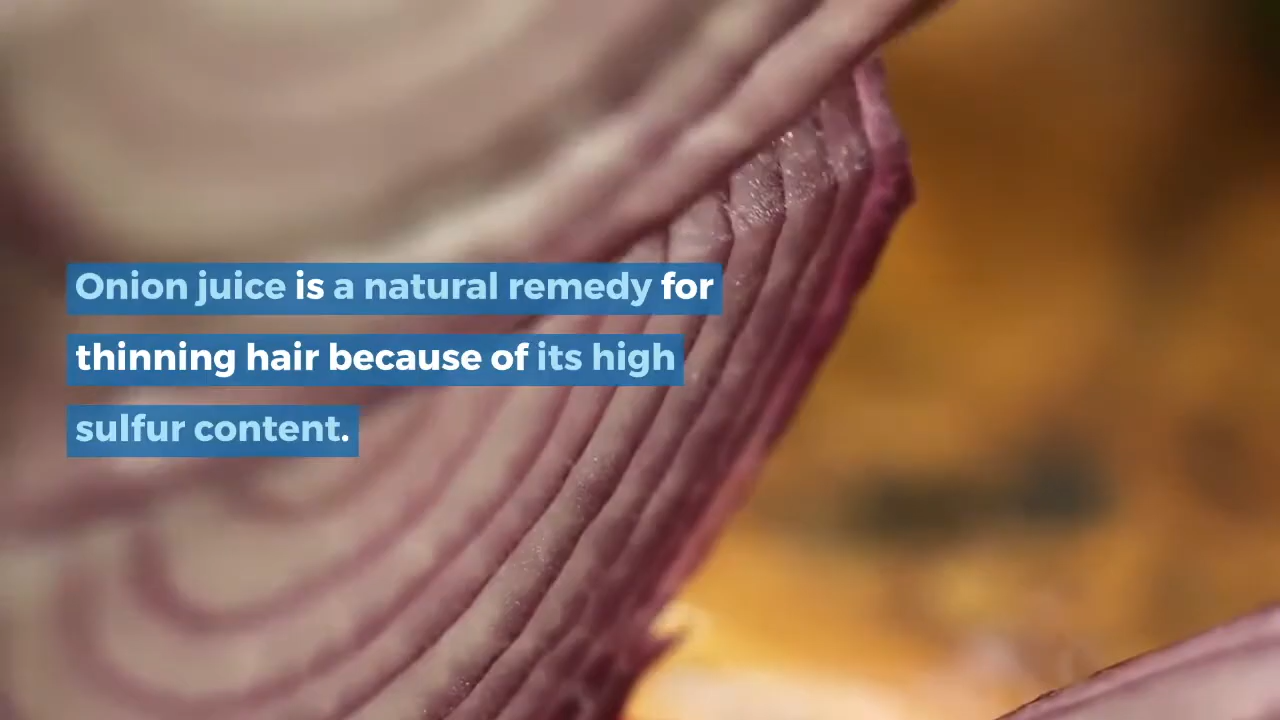 Onion juice is a natural remedy for
thinning hair because of its high
sulfur content.